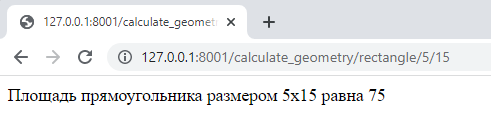 127.0.0.1:8001/calculate_geomet
127.0.0.1:8001/calculate_geometry/rectangle/5/15
Площадь прямоугольника размером 5x15 равна 75